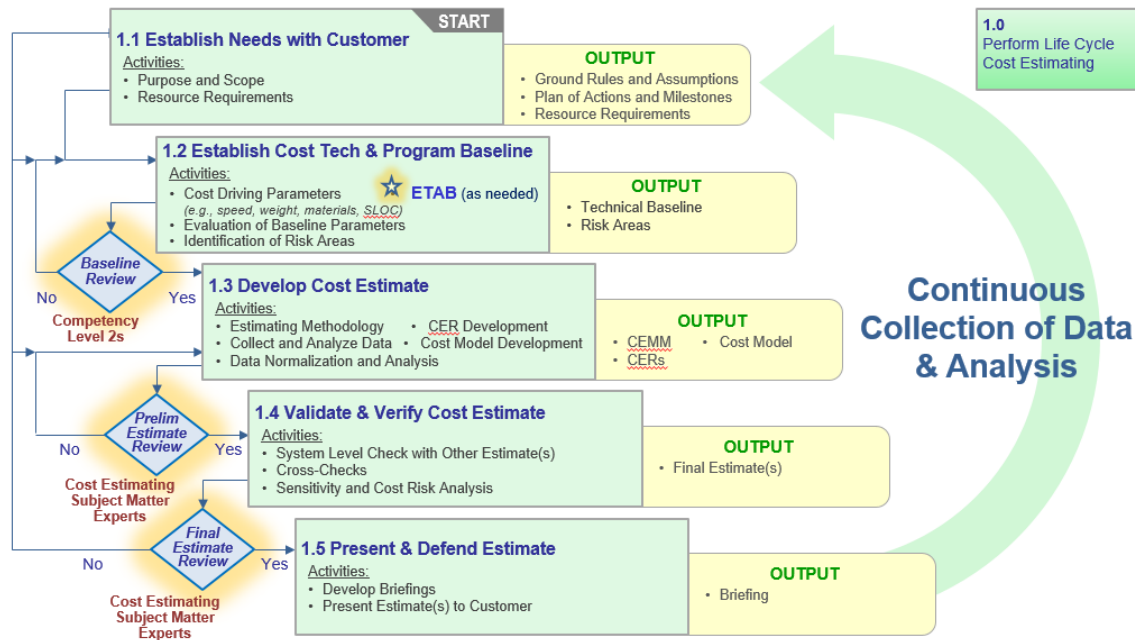 START
1.0
Perform Life Cycle
Cost Estimating
1.1 Establish Needs with Customer
Activities:
• Purpose and Scope
• Resource Requirements
OUTPUT
• Ground Rules and Assumptions
• Plan of Actions and Milestones
• Resource Requirements
1.2 Establish Cost Tech & Program Baseline
Activities:
• Cost Driving Parameters
(e.g., speed, weight, materials, SLOC)
• Evaluation of Baseline Parameters
• Identification of Risk Areas
ETAB (as needed)
OUTPUT
• Technical Baseline
• Risk Areas
Baseline
Review
No
Yes
Competency
Level 2s
1.3 Develop Cost Estimate
Activities:
• Estimating Methodology
• Collect and Analyze Data
• Data Normalization and Analysis
• CER Development
• Cost Model Development
OUTPUT
• CEMM
• CERs
• Cost Model
Continuous
Collection of Data
& Analysis
Prelim
Estimate
Review
No
Yes
Cost Estimating
Subject Matter
Experts
1.4 Validate & Verify Cost Estimate
Activities:
• System Level Check with Other Estimate(s)
• Cross-Checks
• Sensitivity and Cost Risk Analysis
OUTPUT
• Final Estimate(s)
Final
Estimate
Review
No
Yes
Cost Estimating
Subject Matter
Experts
1.5 Present & Defend Estimate
Activities:
• Develop Briefings
• Present Estimate(s) to Customer
OUTPUT
• Briefing